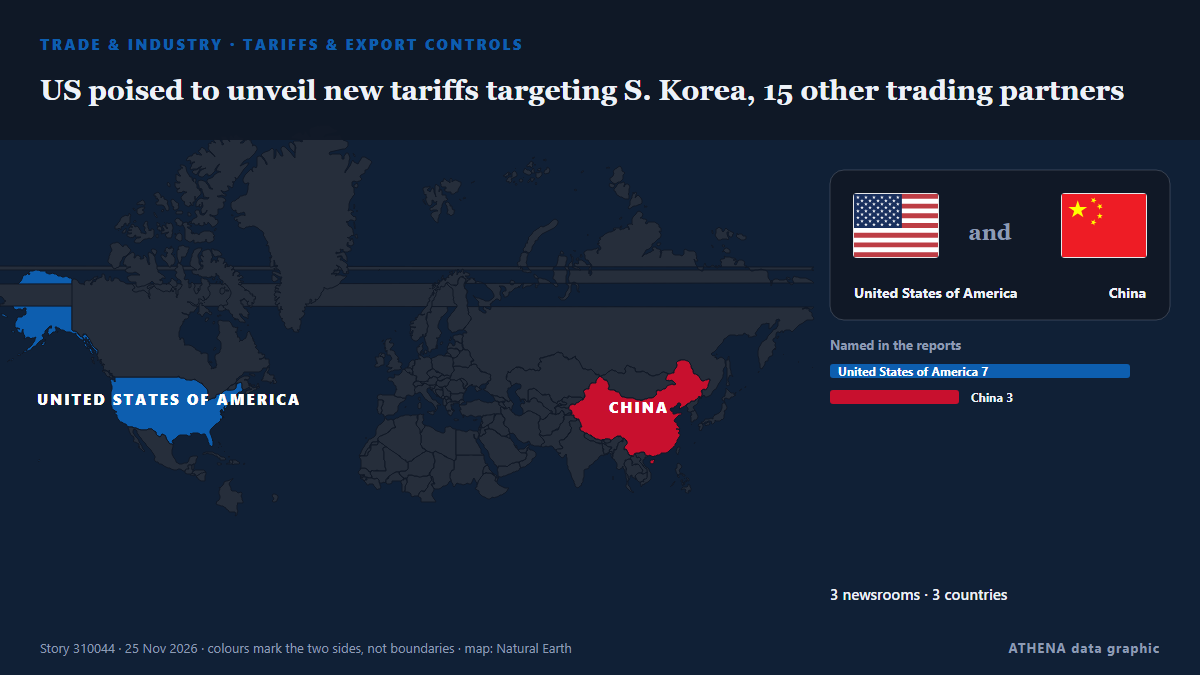 TRADE & INDUSTRY · TARIFFS & EXPORT CONTROLS
US poised to unveil new tariffs targeting S. Korea, 15 other trading partners
and
United States of America
China
UNITED STATES OF AMERICA
CHINA
Named in the reports
United States of America 7
China 3
3 newsrooms · 3 countries
Story 310044 · 25 Nov 2026 · colours mark the two sides, not boundaries · map: Natural Earth
ATHENA data graphic